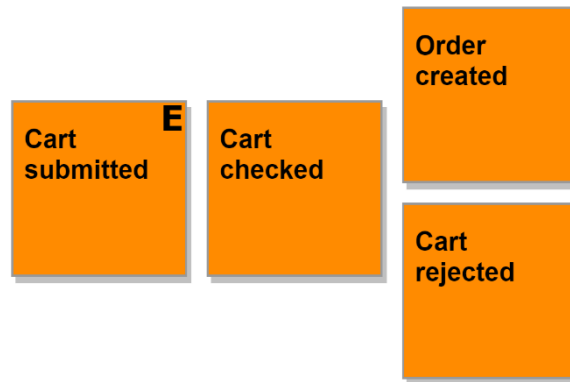 E
Cart
submitted
Cart
checked
Order
created
Cart
rejected